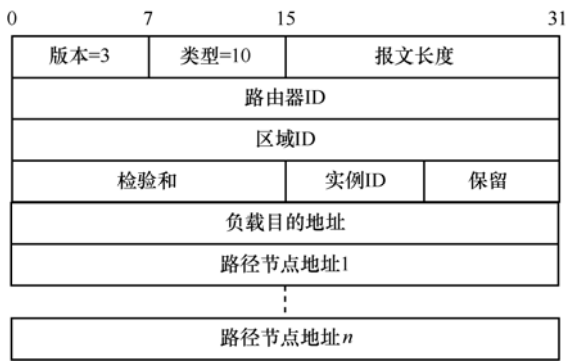 0 7 15 31
版本=3 类型=10 报文长度
路由器ID
区域ID
检验和 实例ID 保留
负载目的地址
路径节点地址1
路径节点地址n